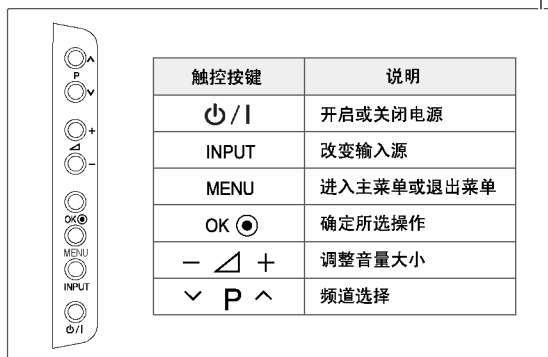 P
+
−
OK
MENU
INPUT
⏻/I
触控按键 说明
⏻/I 开启或关闭电源
INPUT 改变输入源
MENU 进入主菜单或退出菜单
OK 确定所选操作
− + 调整音量大小
P 频道选择